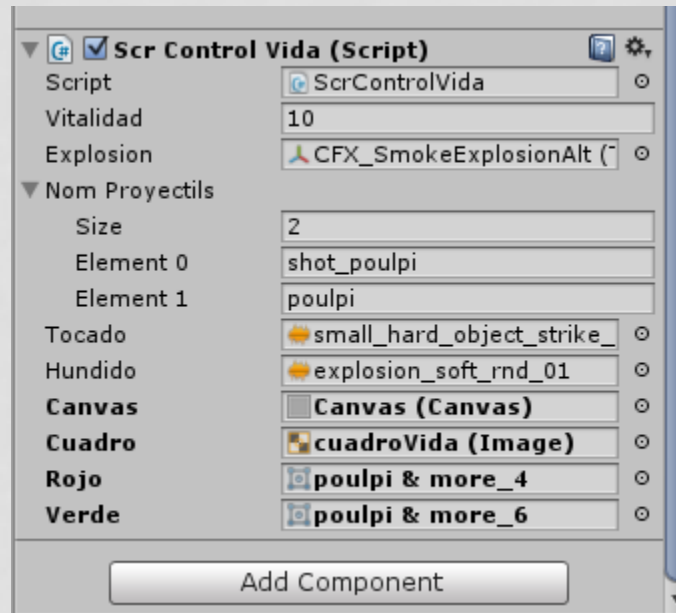 Scr Control Vida (Script)
Script ScrControlVida
Vitalidad 10
Explosion CFX_SmokeExplosionAlt (T
Nom Proyectils
Size 2
Element 0 shot_poulpi
Element 1 poulpi
Tocado small_hard_object_strike_
Hundido explosion_soft_rnd_01
Canvas Canvas (Canvas)
Cuadro cuadroVida (Image)
Rojo poulpi & more_4
Verde poulpi & more_6
Add Component